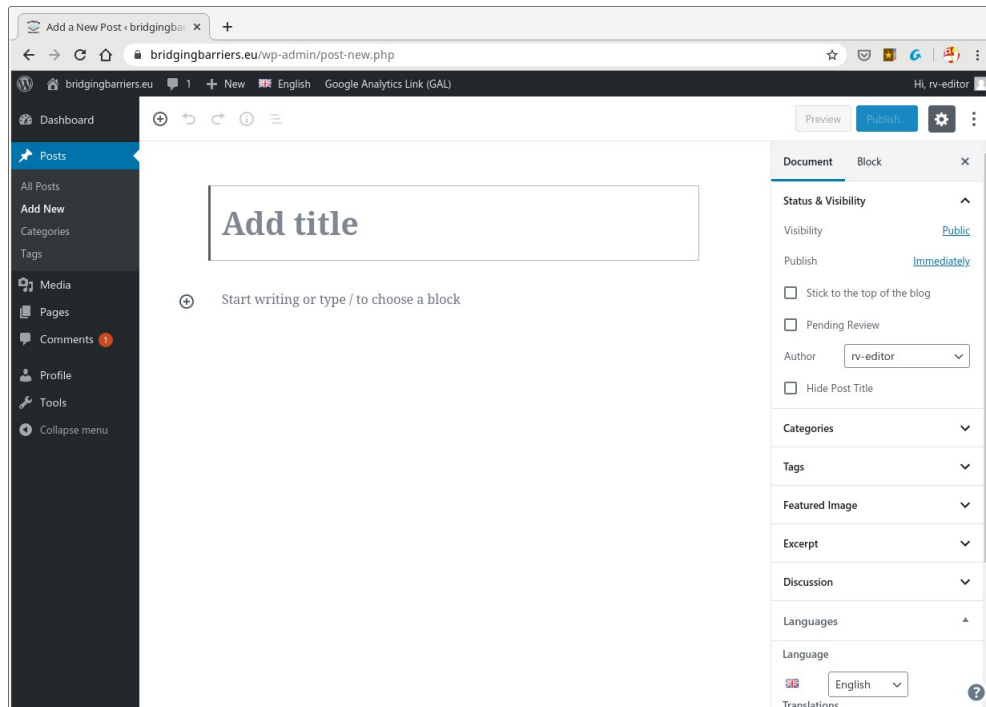 Add a New Post ‹ bridgingbar
bridgingbarriers.eu/wp-admin/post-new.php
bridgingbarriers.eu 1 New English Google Analytics Link (GAL) Hi, rv-editor
Dashboard
Preview Publish...
Posts
All Posts
Add New
Categories
Tags
Media
Pages
Comments 1
Profile
Tools
Collapse menu
Add title
Start writing or type / to choose a block
Document Block
Status & Visibility
Visibility Public
Publish Immediately
Stick to the top of the blog
Pending Review
Author rv-editor
Hide Post Title
Categories
Tags
Featured Image
Excerpt
Discussion
Languages
Language
English
Translations